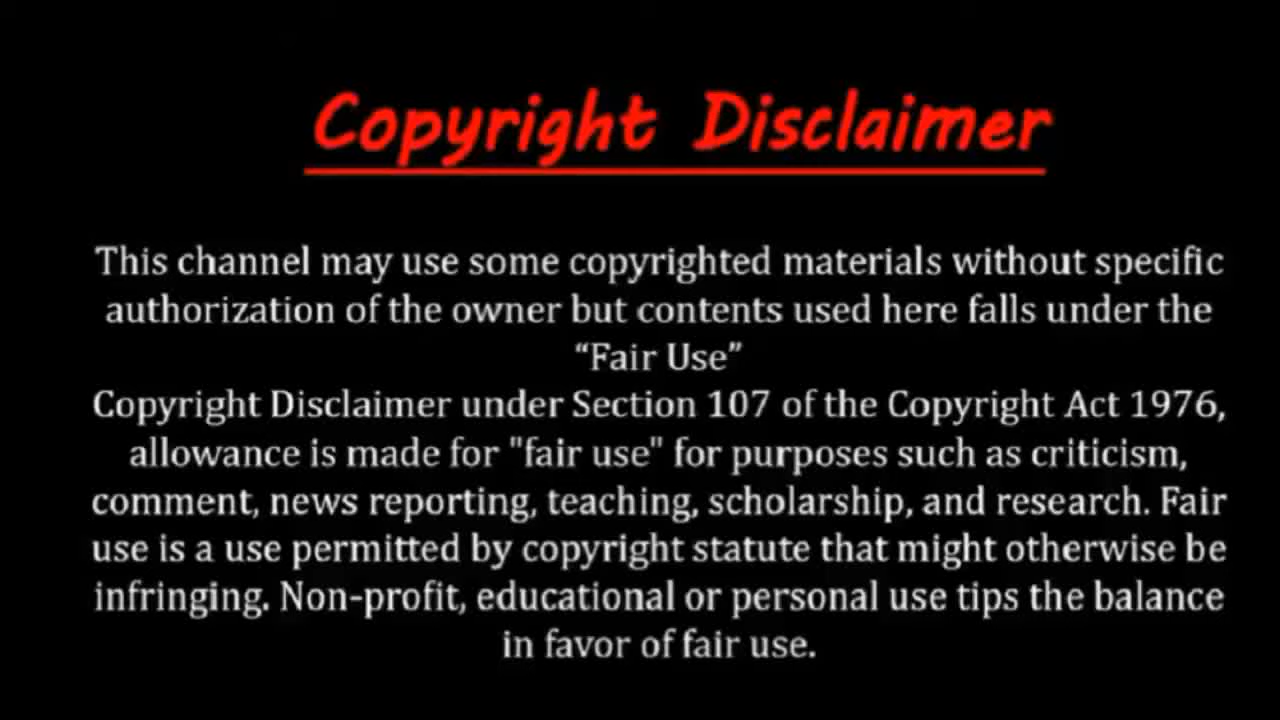 Copyright Disclaimer
This channel may use some copyrighted materials without specific
authorization of the owner but contents used here falls under the
“Fair Use”
Copyright Disclaimer under Section 107 of the Copyright Act 1976,
allowance is made for "fair use" for purposes such as criticism,
comment, news reporting, teaching, scholarship, and research. Fair
use is a use permitted by copyright statute that might otherwise be
infringing. Non-profit, educational or personal use tips the balance
in favor of fair use.